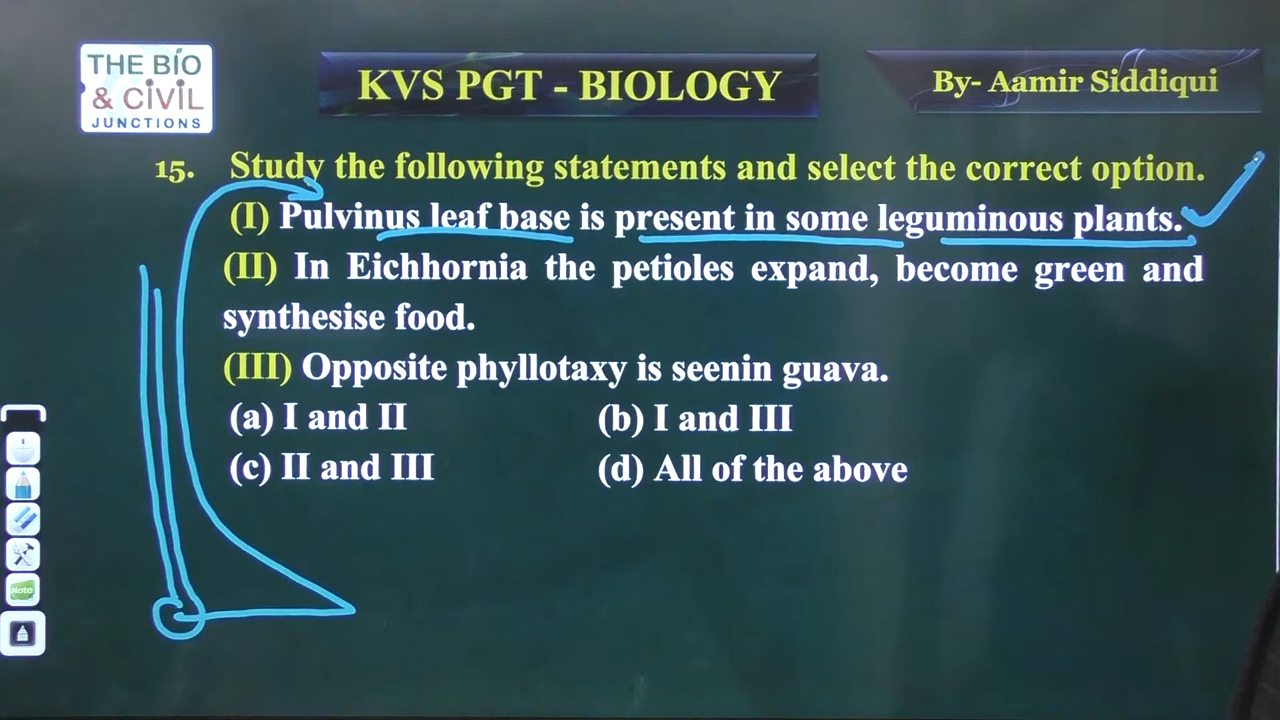 THE BIO
& CIVIL
JUNCTIONS
KVS PGT - BIOLOGY
By- Aamir Siddiqui
15. Study the following statements and select the correct option.
(I) Pulvinus leaf base is present in some leguminous plants.
(II) In Eichhornia the petioles expand, become green and
synthesise food.
(III) Opposite phyllotaxy is seenin guava.
(a) I and II (b) I and III
(c) II and III (d) All of the above
Note